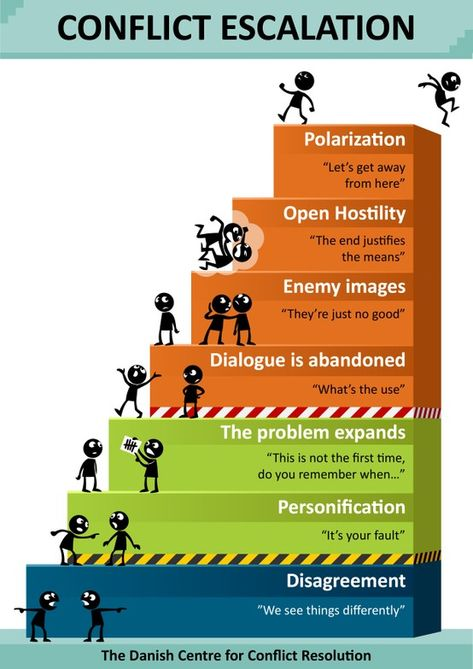 CONFLICT ESCALATION
Polarization
“Let’s get away
from here”
Open Hostility
“The end justifies
the means”
Enemy images
“They’re just no good”
Dialogue is abandoned
“What’s the use”
The problem expands
“This is not the first time,
do you remember when...”
Personification
“It’s your fault”
Disagreement
”We see things differently”
The Danish Centre for Conflict Resolution